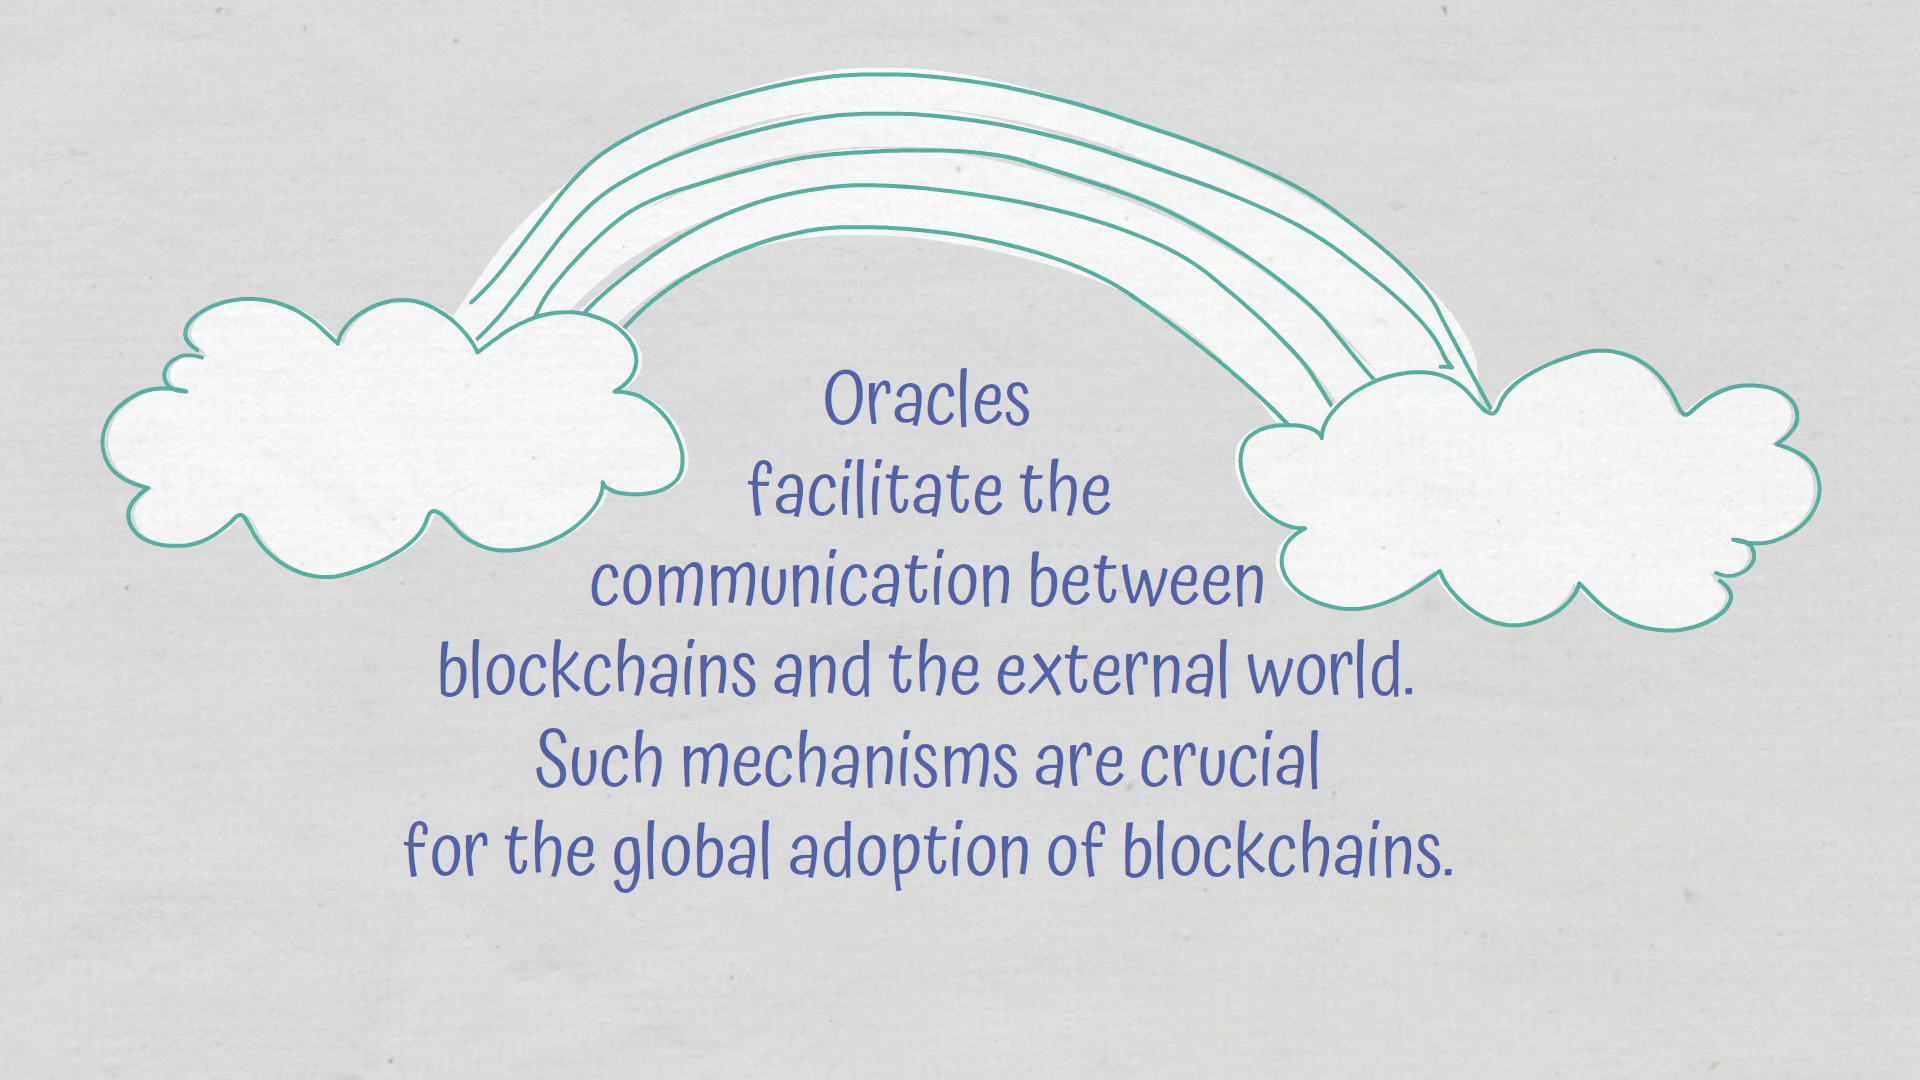 Oracles
facilitate the
communication between
blockchains and the external world.
Such mechanisms are crucial
for the global adoption of blockchains.